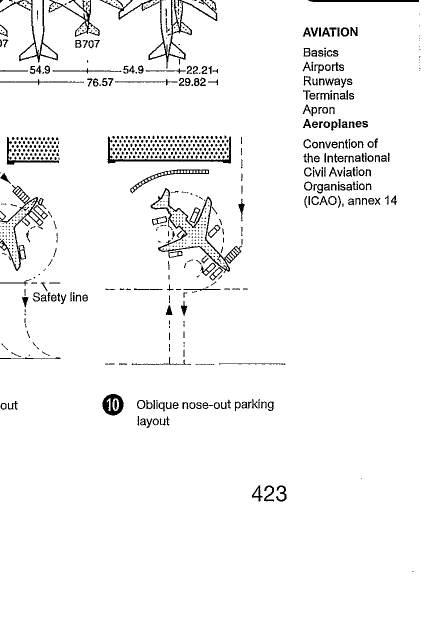 07
B707
54.9
54.9
22.21
76.57
29.82
AVIATION
Basics
Airports
Runways
Terminals
Apron
Aeroplanes
Convention of
the International
Civil Aviation
Organisation
(ICAO), annex 14
Safety line
out
10 Oblique nose-out parking
layout
423